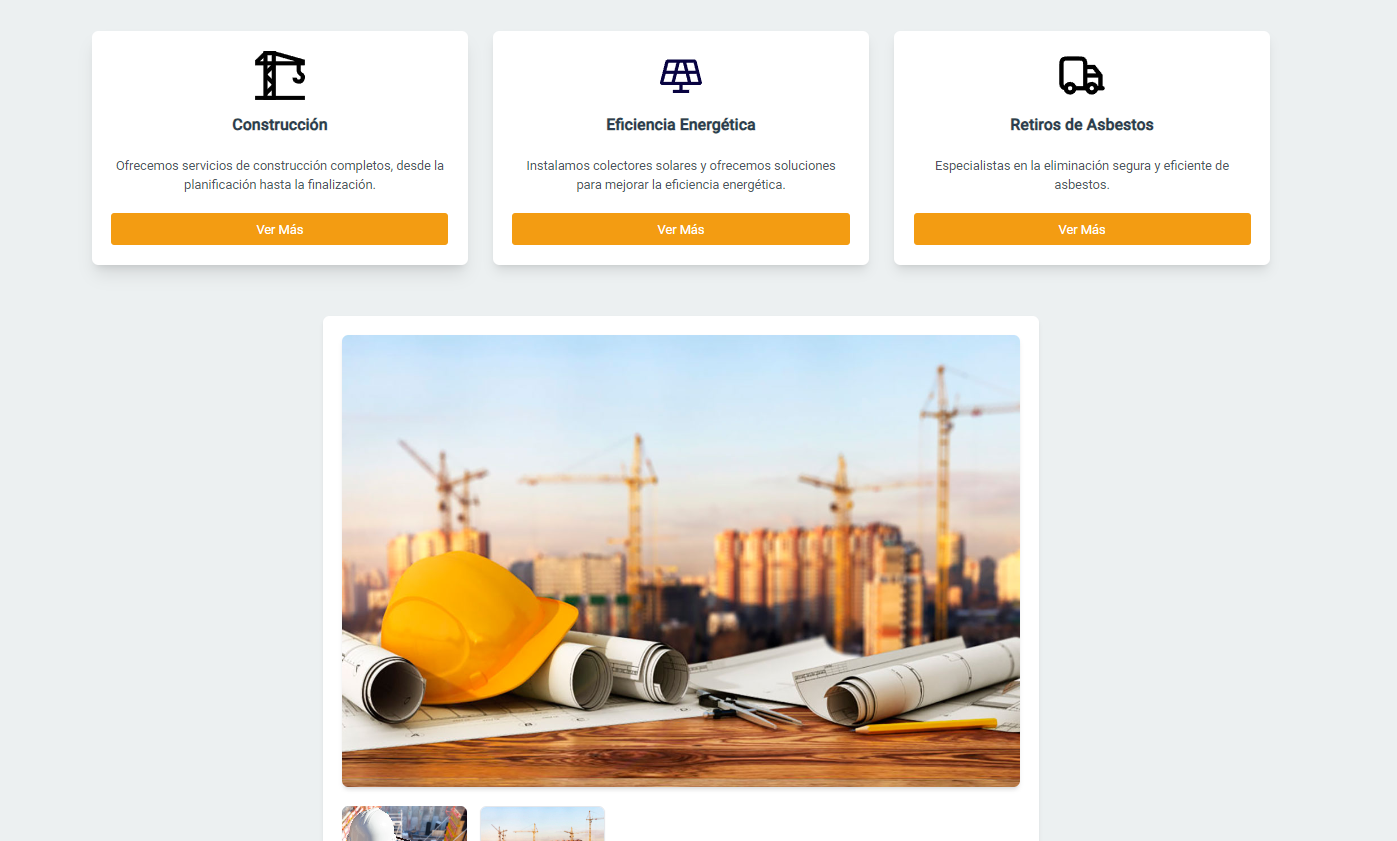 Construcción
Ofrecemos servicios de construcción completos, desde la
planificación hasta la finalización.
Ver Más
Eficiencia Energética
Instalamos colectores solares y ofrecemos soluciones
para mejorar la eficiencia energética.
Ver Más
Retiros de Asbestos
Especialistas en la eliminación segura y eficiente de
asbestos.
Ver Más